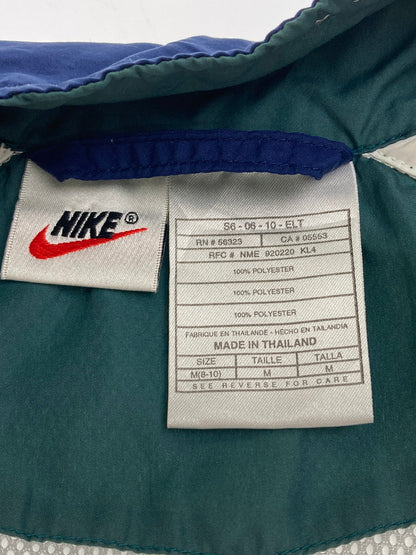 NIKE®
S6 - 06 - 10 - ELT
RN # 56323 CA # 05553
RFC # NME 920220 KL4
100% POLYESTER
100% POLYESTER
100% POLYESTER
FABRIQUE EN THAILANDE - HECHO EN TAILANDIA
MADE IN THAILAND
SIZE TAILLE TALLA
M(8-10) M M
SEE REVERSE FOR CARE